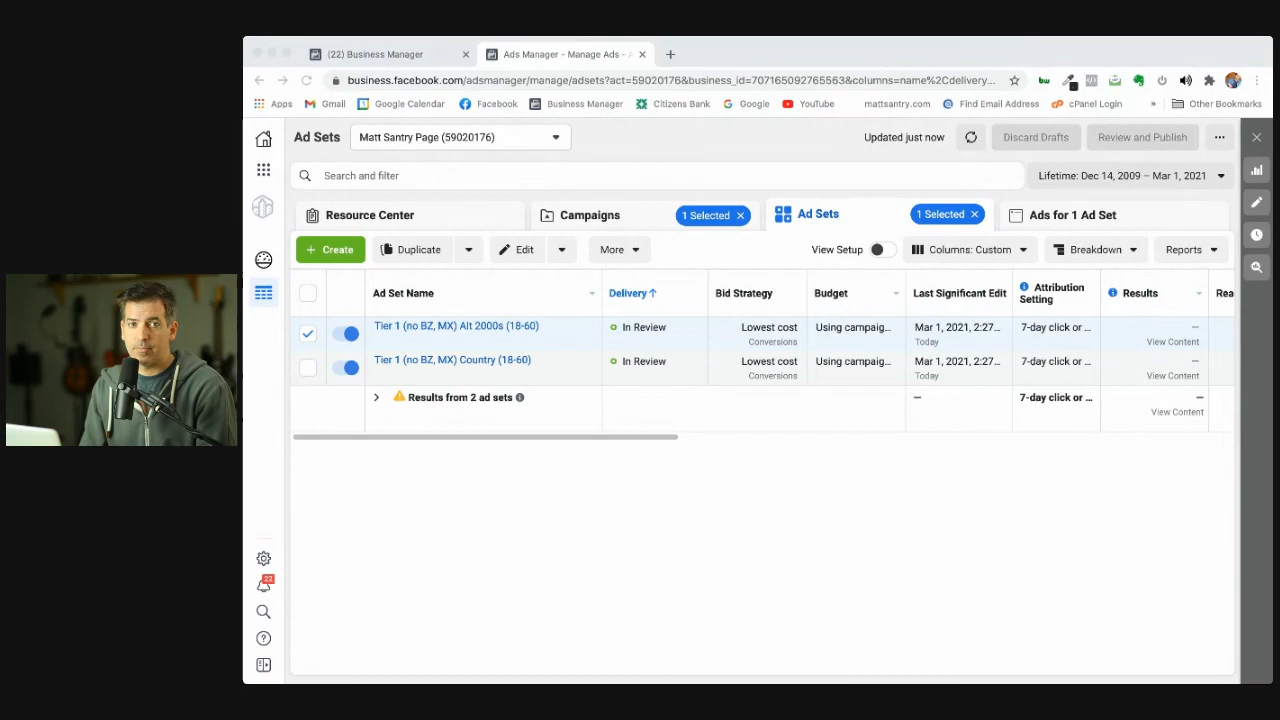 (22) Business Manager
Ads Manager - Manage Ads - A
business.facebook.com/adsmanager/manage/adsets?act=59020176&business_id=707165092765563&columns=name%2Cdelivery...
Apps Gmail Google Calendar Facebook Business Manager Citizens Bank Google YouTube mattsantry.com Find Email Address cPanel Login » Other Bookmarks
Ad Sets Matt Santry Page (59020176) Updated just now Discard Drafts Review and Publish
Search and filter Lifetime: Dec 14, 2009 – Mar 1, 2021
Resource Center Campaigns 1 Selected Ad Sets 1 Selected Ads for 1 Ad Set
+ Create Duplicate Edit More View Setup Columns: Custom Breakdown Reports
Ad Set Name Delivery ↑ Bid Strategy Budget Last Significant Edit Attribution Setting Results Rea
Tier 1 (no BZ, MX) Alt 2000s (18-60) In Review Lowest cost Using campaig... Mar 1, 2021, 2:27... 7-day click or ... —
Conversions Today View Content
Tier 1 (no BZ, MX) Country (18-60) In Review Lowest cost Using campaig... Mar 1, 2021, 2:27... 7-day click or ... —
Conversions Today View Content
Results from 2 ad sets — 7-day click or ... —
View Content
22